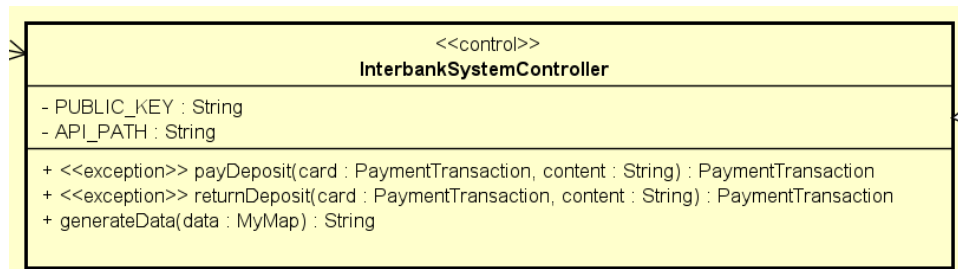 <<control>>
InterbankSystemController
- PUBLIC_KEY : String
- API_PATH : String
+ <<exception>> payDeposit(card : PaymentTransaction, content : String) : PaymentTransaction
+ <<exception>> returnDeposit(card : PaymentTransaction, content : String) : PaymentTransaction
+ generateData(data : MyMap) : String